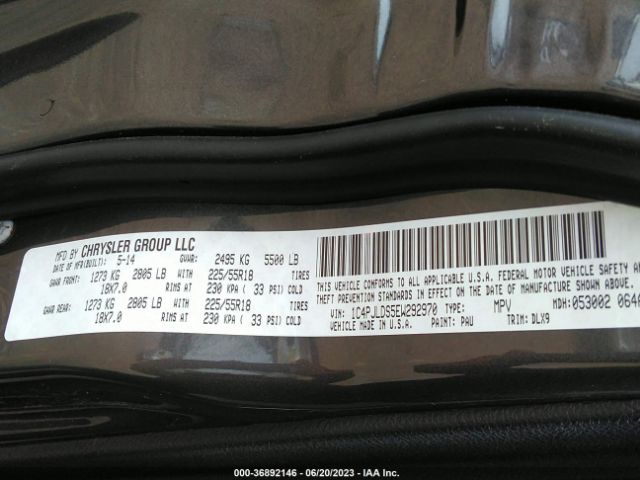 MFD BY CHRYSLER GROUP LLC
DATE OF MFR(BUILT): 5-14 GVWR: 2495 KG 5500 LB
GAWR FRONT: 1273 KG 2805 LB WITH 225/55R18 TIRES
18X7.0 RIMS AT 230 KPA ( 33 PSI) COLD
GAWR REAR: 1273 KG 2805 LB WITH 225/55R18 TIRES
18X7.0 RIMS AT 230 KPA ( 33 PSI) COLD
THIS VEHICLE CONFORMS TO ALL APPLICABLE U.S.A. FEDERAL MOTOR VEHICLE SAFETY
STANDARDS IN EFFECT ON THE DATE OF MANUFACTURE SHOWN ABOVE.
VIN: 1C4PJLDS5EW292970 TYPE: MPV MDH: 053002
VEHICLE MADE IN U.S.A. PAINT: PAU TRIM: DLX9
000-36892146 - 06/20/2023 - IAA Inc.